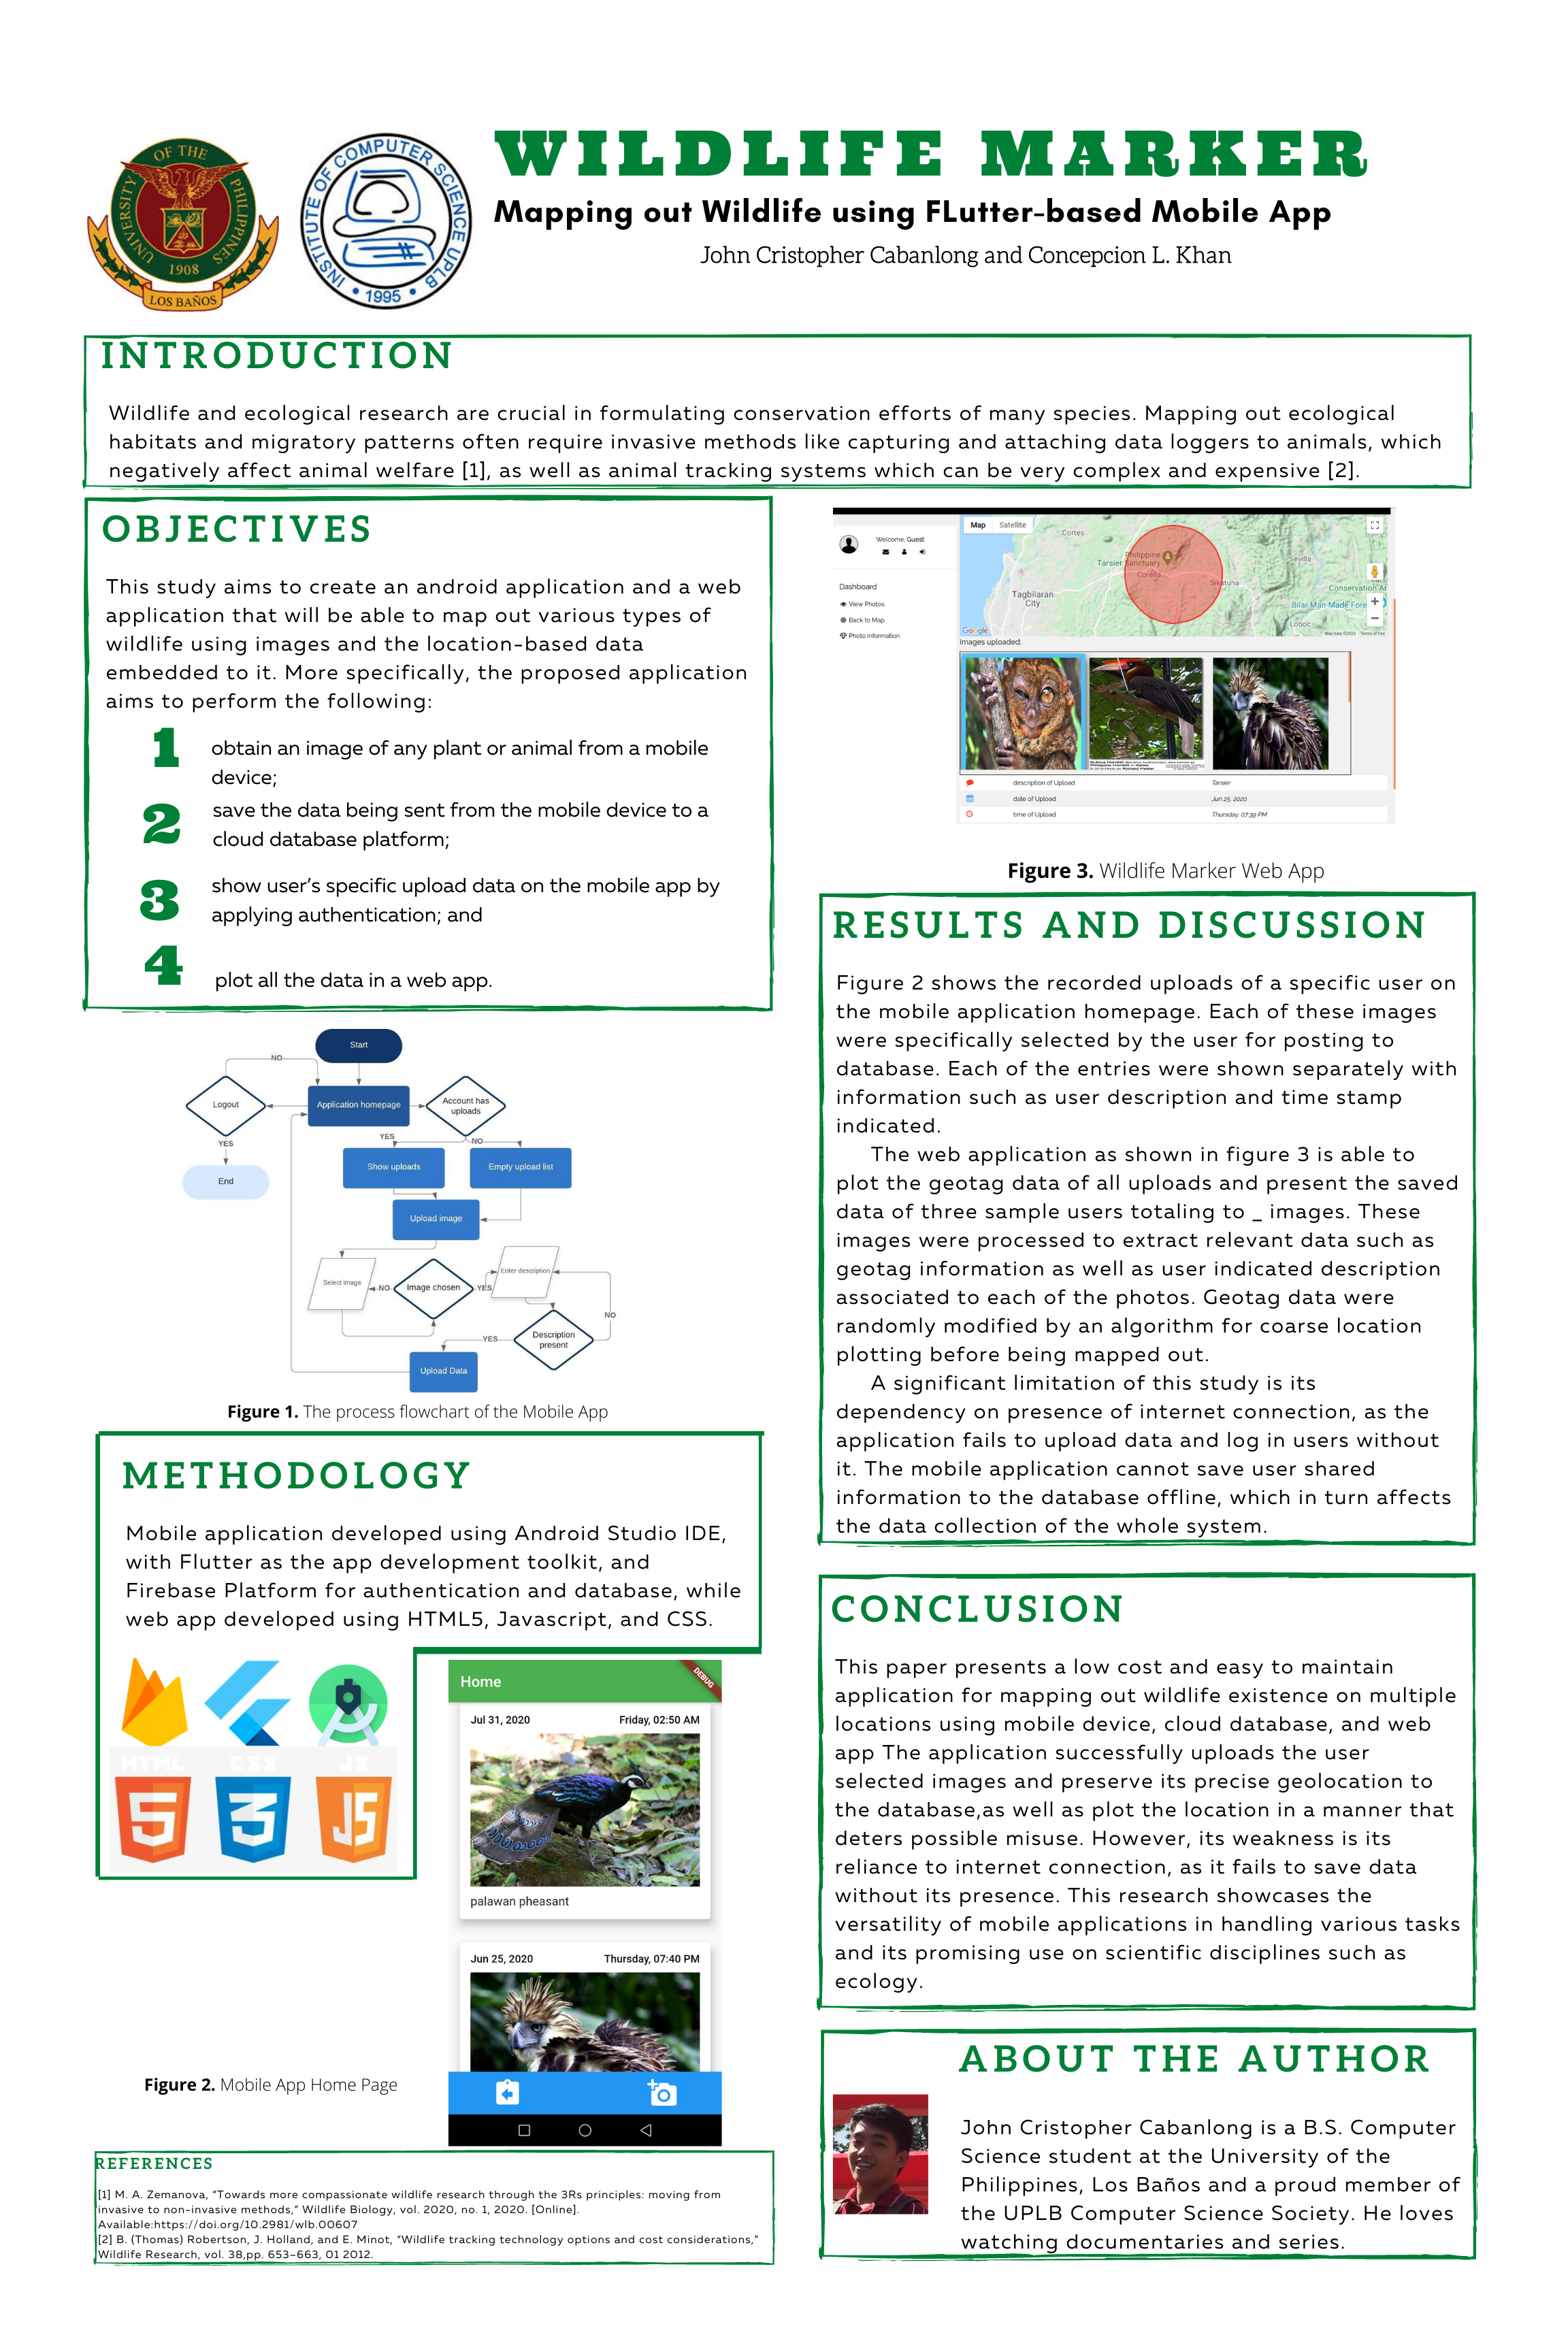 UNIVERSITY OF THE PHILIPPINES
1908
LOS BAÑOS
INSTITUTE OF COMPUTER SCIENCE UPLB
• 1995 •
WILDLIFE MARKER
Mapping out Wildlife using FLutter-based Mobile App
John Cristopher Cabanlong and Concepcion L. Khan
INTRODUCTION
Wildlife and ecological research are crucial in formulating conservation efforts of many species. Mapping out ecological
habitats and migratory patterns often require invasive methods like capturing and attaching data loggers to animals, which
negatively affect animal welfare [1], as well as animal tracking systems which can be very complex and expensive [2].
OBJECTIVES
This study aims to create an android application and a web
application that will be able to map out various types of
wildlife using images and the location-based data
embedded to it. More specifically, the proposed application
aims to perform the following:
1 obtain an image of any plant or animal from a mobile
device;
2 save the data being sent from the mobile device to a
cloud database platform;
3 show user's specific upload data on the mobile app by
applying authentication; and
4 plot all the data in a web app.
Start
NO
Logout
Application homepage
Account has
uploads
YES
YES
NO
End
Show uploads
Empty upload list
Upload image
Select image
NO
Image chosen
YES
Enter description
NO
YES
Description
present
Upload Data
Figure 1. The process flowchart of the Mobile App
METHODOLOGY
Mobile application developed using Android Studio IDE,
with Flutter as the app development toolkit, and
Firebase Platform for authentication and database, while
web app developed using HTML5, Javascript, and CSS.
HTML CSS JS
5 3 JS
Home
DEBUG
Jul 31, 2020 Friday, 02:50 AM
palawan pheasant
Jun 25, 2020 Thursday, 07:40 PM
Figure 2. Mobile App Home Page
REFERENCES
[1] M. A. Zemanova, "Towards more compassionate wildlife research through the 3Rs principles: moving from
invasive to non-invasive methods," Wildlife Biology, vol. 2020, no. 1, 2020. [Online].
Available:https://doi.org/10.2981/wlb.00607
[2] B. (Thomas) Robertson, J. Holland, and E. Minot, "Wildlife tracking technology options and cost considerations,"
Wildlife Research, vol. 38,pp. 653–663, 01 2012.
Welcome, Guest
Dashboard
View Photos
Back to Map
Photo Information
Map Satellite
Cortes
Philippine
Tarsier Sanctuary
Corella
Sikatuna
Sevilla
Tagbilaran
City
Conservation Ar
Bilar Man Made Fore
Loboc
Google
Map data ©2020 Terms of Use
Images uploaded:
description of Upload Tarsier
date of Upload Jun 25, 2020
time of Upload Thursday, 07:39 PM
Figure 3. Wildlife Marker Web App
RESULTS AND DISCUSSION
Figure 2 shows the recorded uploads of a specific user on
the mobile application homepage. Each of these images
were specifically selected by the user for posting to
database. Each of the entries were shown separately with
information such as user description and time stamp
indicated.
The web application as shown in figure 3 is able to
plot the geotag data of all uploads and present the saved
data of three sample users totaling to _ images. These
images were processed to extract relevant data such as
geotag information as well as user indicated description
associated to each of the photos. Geotag data were
randomly modified by an algorithm for coarse location
plotting before being mapped out.
A significant limitation of this study is its
dependency on presence of internet connection, as the
application fails to upload data and log in users without
it. The mobile application cannot save user shared
information to the database offline, which in turn affects
the data collection of the whole system.
CONCLUSION
This paper presents a low cost and easy to maintain
application for mapping out wildlife existence on multiple
locations using mobile device, cloud database, and web
app The application successfully uploads the user
selected images and preserve its precise geolocation to
the database,as well as plot the location in a manner that
deters possible misuse. However, its weakness is its
reliance to internet connection, as it fails to save data
without its presence. This research showcases the
versatility of mobile applications in handling various tasks
and its promising use on scientific disciplines such as
ecology.
ABOUT THE AUTHOR
John Cristopher Cabanlong is a B.S. Computer
Science student at the University of the
Philippines, Los Baños and a proud member of
the UPLB Computer Science Society. He loves
watching documentaries and series.